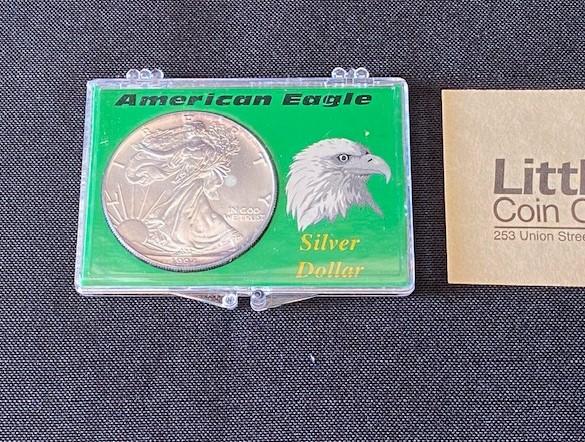 American Eagle
LIBERTY
IN GOD
WE TRUST
Silver
Dollar
Littl
Coin C
253 Union Stree